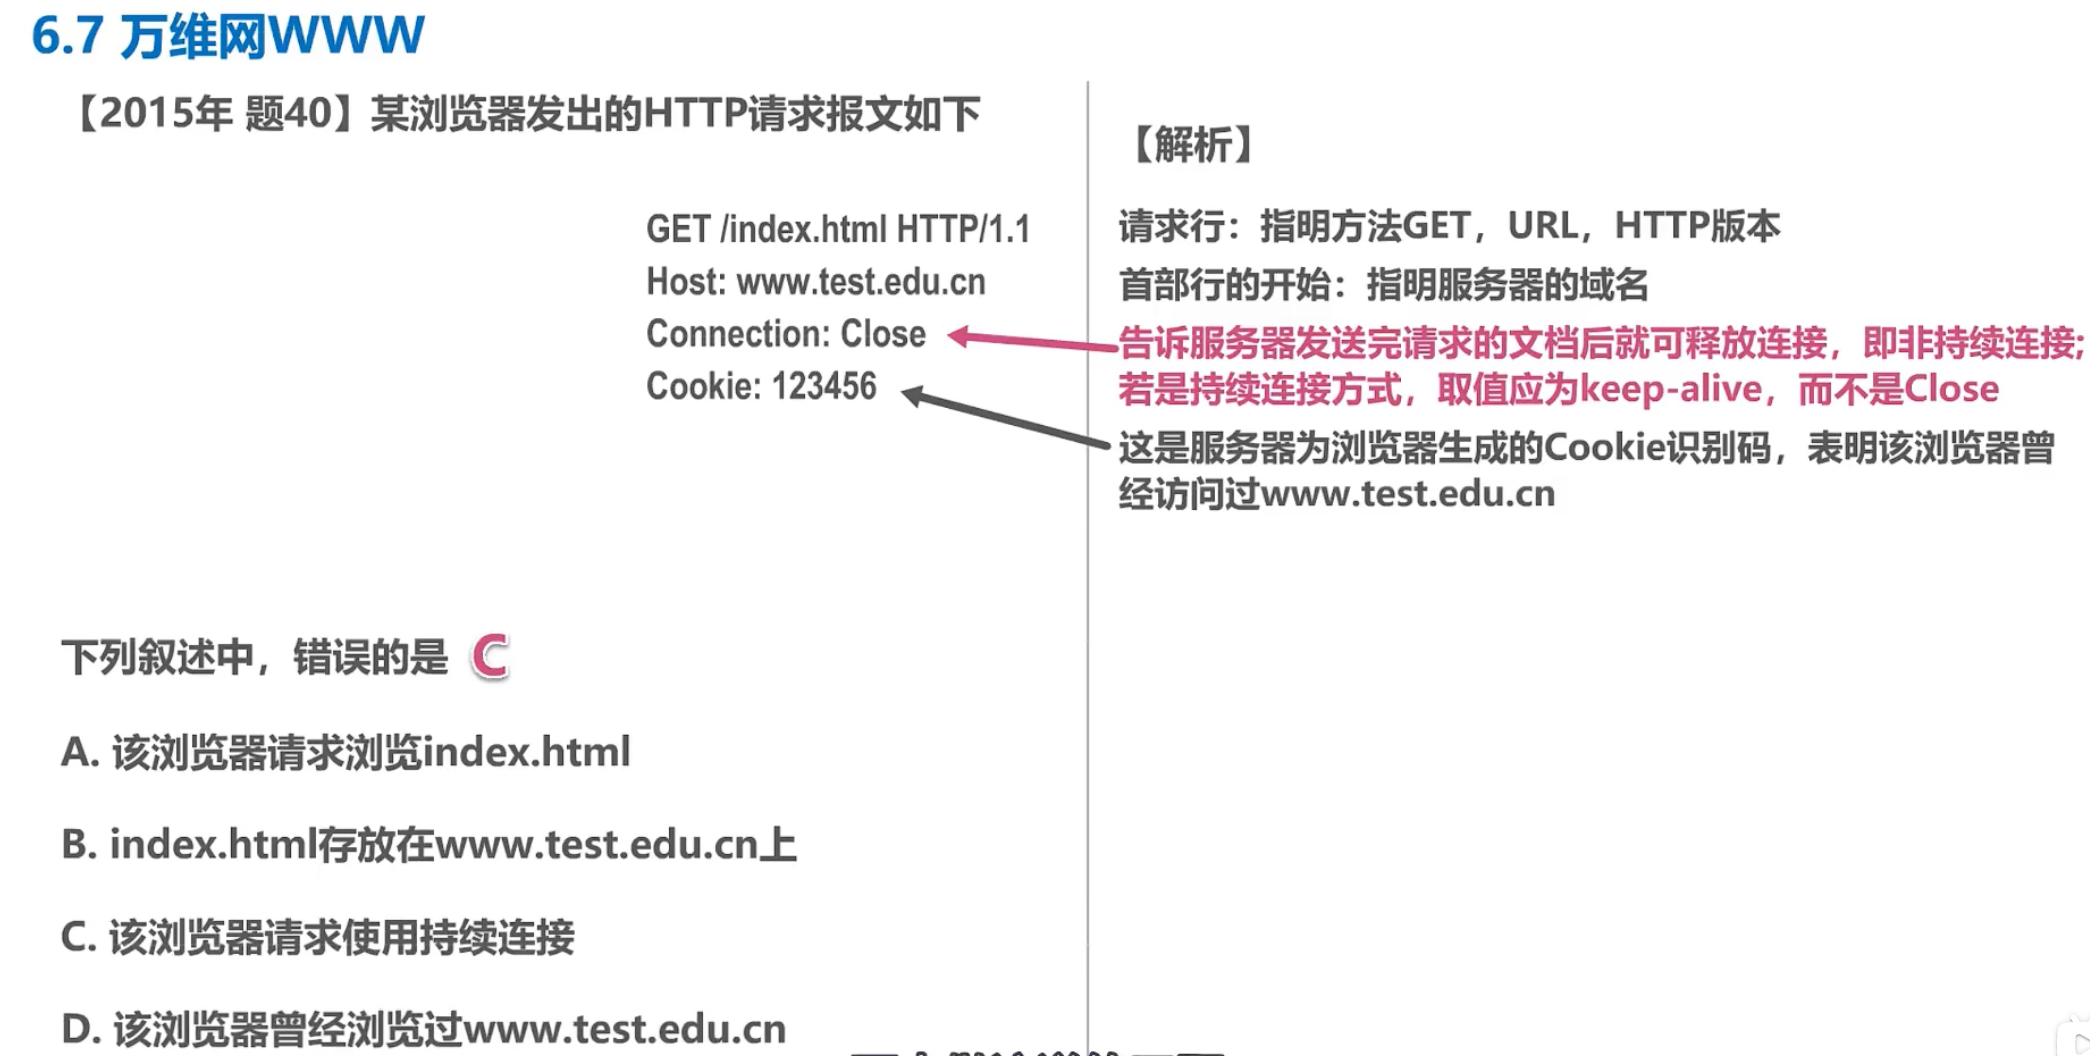 6.7 万维网WWW
【2015年 题40】某浏览器发出的HTTP请求报文如下
GET /index.html HTTP/1.1
Host: www.test.edu.cn
Connection: Close
Cookie: 123456
下列叙述中，错误的是 C
A. 该浏览器请求浏览index.html
B. index.html存放在www.test.edu.cn上
C. 该浏览器请求使用持续连接
D. 该浏览器曾经浏览过www.test.edu.cn
【解析】
请求行：指明方法GET，URL，HTTP版本
首部行的开始：指明服务器的域名
告诉服务器发送完请求的文档后就可释放连接，即非持续连接;
若是持续连接方式，取值应为keep-alive，而不是Close
这是服务器为浏览器生成的Cookie识别码，表明该浏览器曾
经访问过www.test.edu.cn